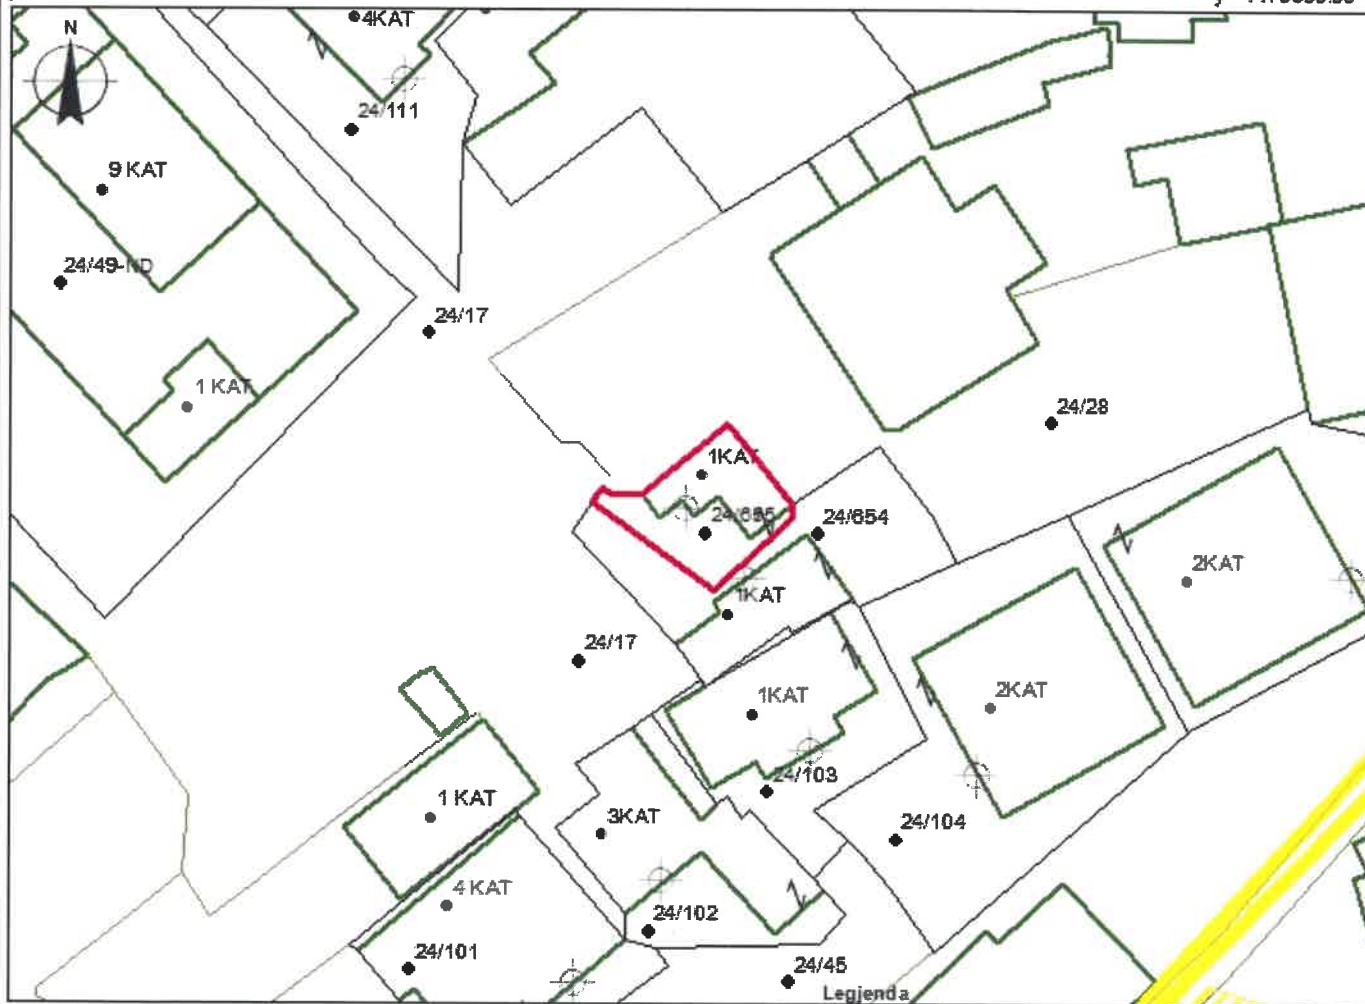 4KAT
N
24/111
9 KAT
24/49-ND
24/17
1 KAT
24/28
1KAT
24/655
24/654
2KAT
1KAT
24/17
2KAT
1KAT
24/103
1 KAT
3KAT
24/104
4 KAT
24/102
24/101
24/45
Legjenda